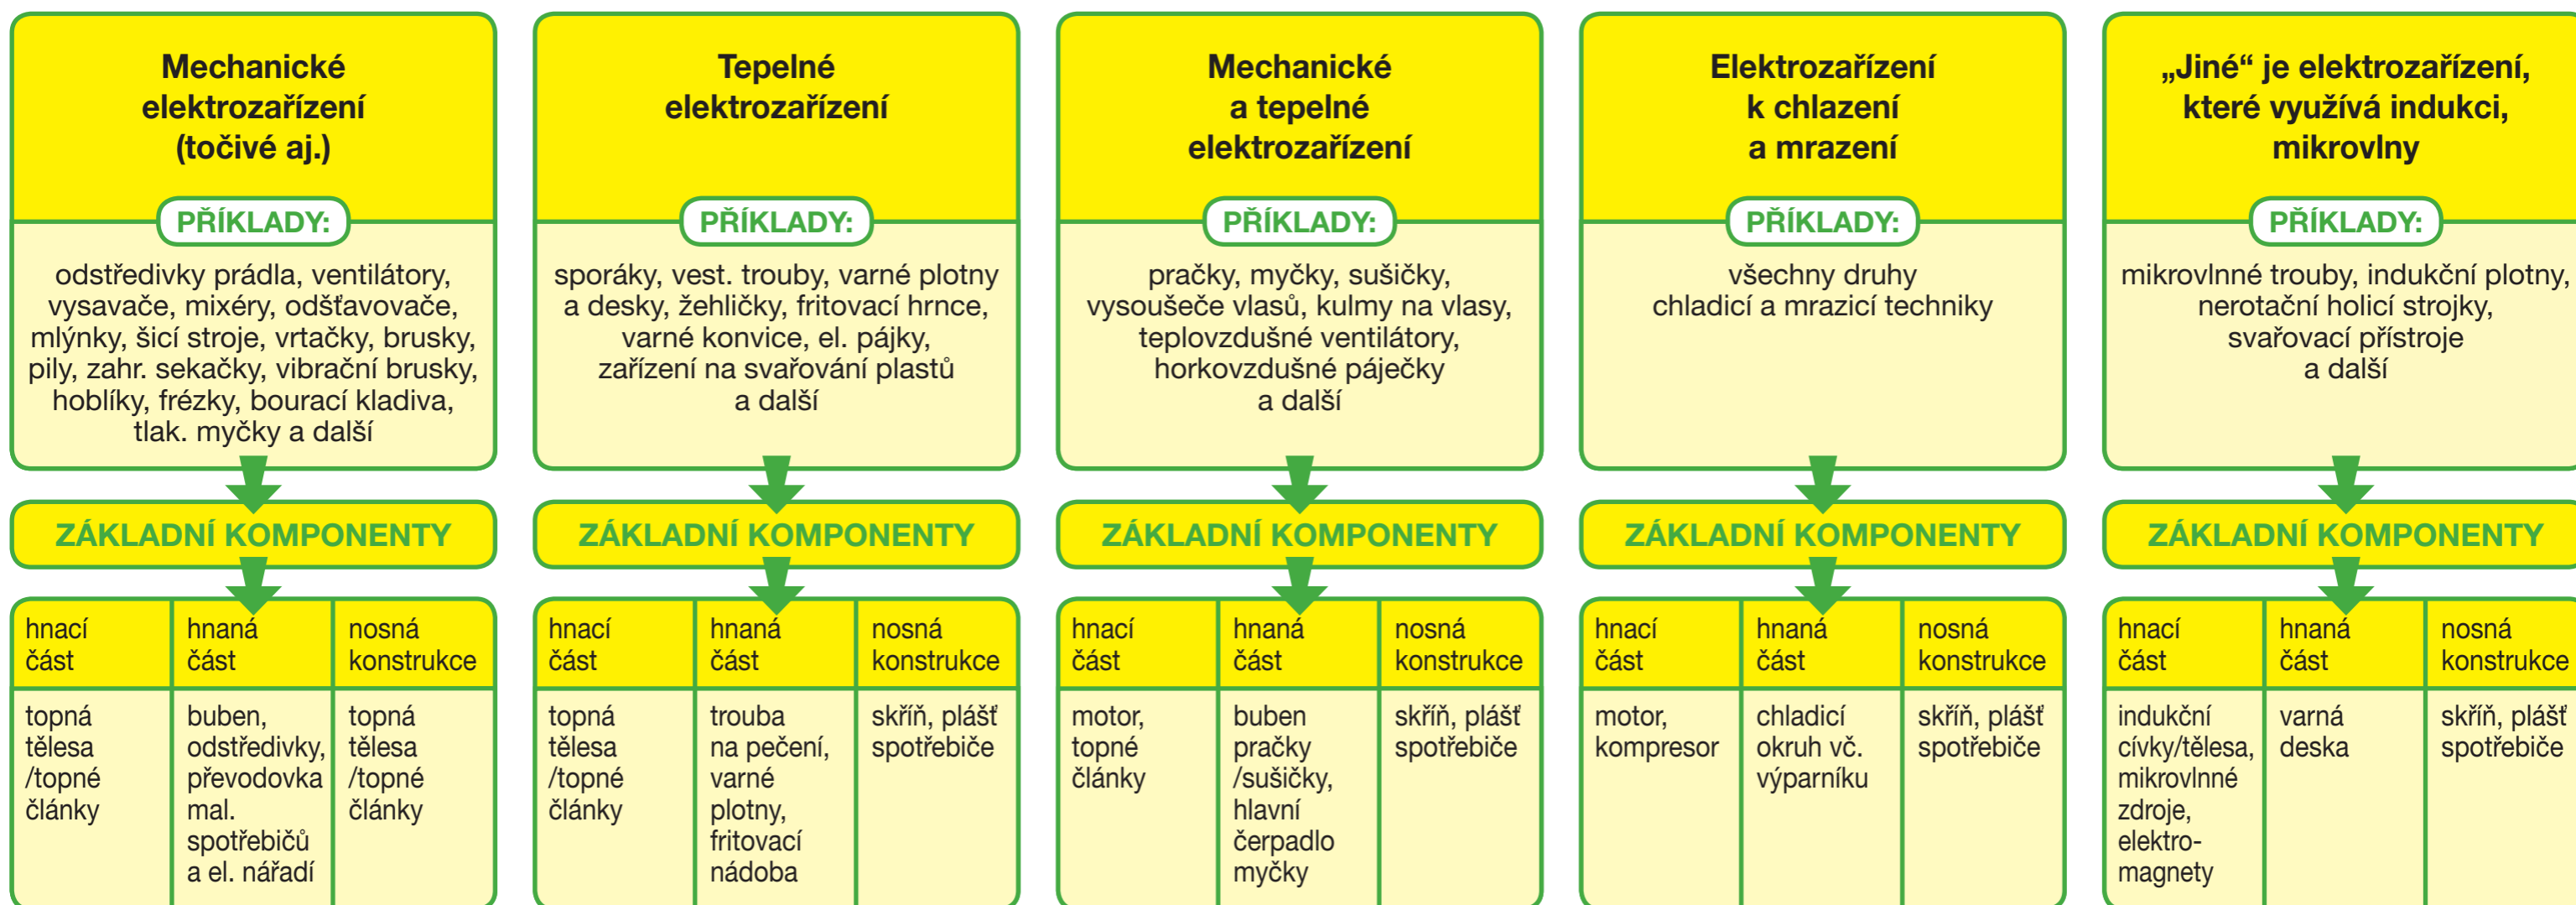 Mechanické
elektrozařízení
(točivé aj.)
PŘÍKLADY:
odstředivky prádla, ventilátory,
vysavače, mixéry, odšťavovače,
mlýnky, šicí stroje, vrtačky, brusky,
pily, zahr. sekačky, vibrační brusky,
hoblíky, frézky, bourací kladiva,
tlak. myčky a další
ZÁKLADNÍ KOMPONENTY
hnací
část
hnaná
část
nosná
konstrukce
topná
tělesa
/topné
články
buben,
odstředivky,
převodovka
mal.
spotřebičů
a el. nářadí
topná
tělesa
/topné
články
Tepelné
elektrozařízení
PŘÍKLADY:
sporáky, vest. trouby, varné plotny
a desky, žehličky, fritovací hrnce,
varné konvice, el. pájky,
zařízení na svařování plastů
a další
ZÁKLADNÍ KOMPONENTY
hnací
část
hnaná
část
nosná
konstrukce
topná
tělesa
/topné
články
trouba
na pečení,
varné
plotny,
fritovací
nádoba
skříň, plášť
spotřebiče
Mechanické
a tepelné
elektrozařízení
PŘÍKLADY:
pračky, myčky, sušičky,
vysoušeče vlasů, kulmy na vlasy,
teplovzdušné ventilátory,
horkovzdušné páječky
a další
ZÁKLADNÍ KOMPONENTY
hnací
část
hnaná
část
nosná
konstrukce
motor,
topné
články
buben
pračky
/sušičky,
hlavní
čerpadlo
myčky
skříň, plášť
spotřebiče
Elektrozařízení
k chlazení
a mrazení
PŘÍKLADY:
všechny druhy
chladicí a mrazicí techniky
ZÁKLADNÍ KOMPONENTY
hnací
část
hnaná
část
nosná
konstrukce
motor,
kompresor
chladicí
okruh vč.
výparníku
skříň, plášť
spotřebiče
„Jiné“ je elektrozařízení,
které využívá indukci,
mikrovlny
PŘÍKLADY:
mikrovlnné trouby, indukční plotny,
nerotační holicí strojky,
svařovací přístroje
a další
ZÁKLADNÍ KOMPONENTY
hnací
část
hnaná
část
nosná
konstrukce
indukční
cívky/tělesa,
mikrovlnné
zdroje,
elektro-
magnety
varná
deska
skříň, plášť
spotřebiče